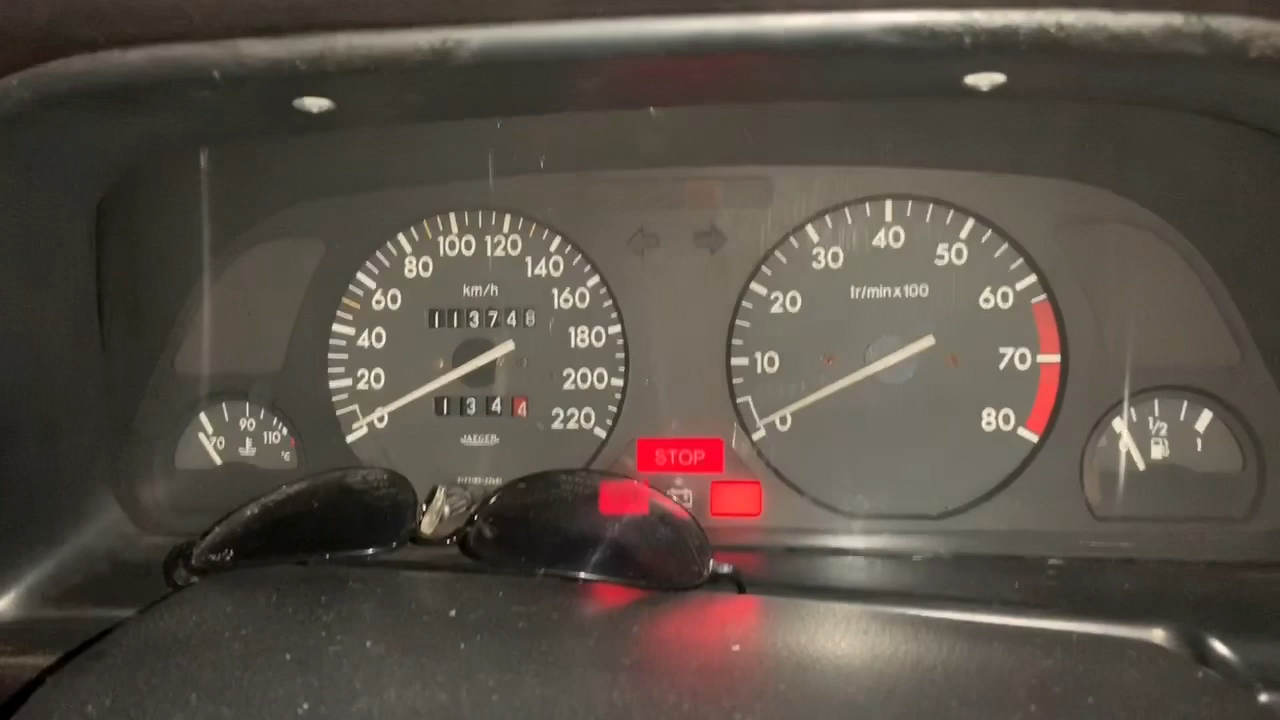 100 120
80 140
60 160
km/h
113748
40 180
20 200
1344
0 220
JAEGER
70 90 110 °C
STOP
40
30 50
20 60
tr/min x 100
10 70
0 80
0 1/2 1